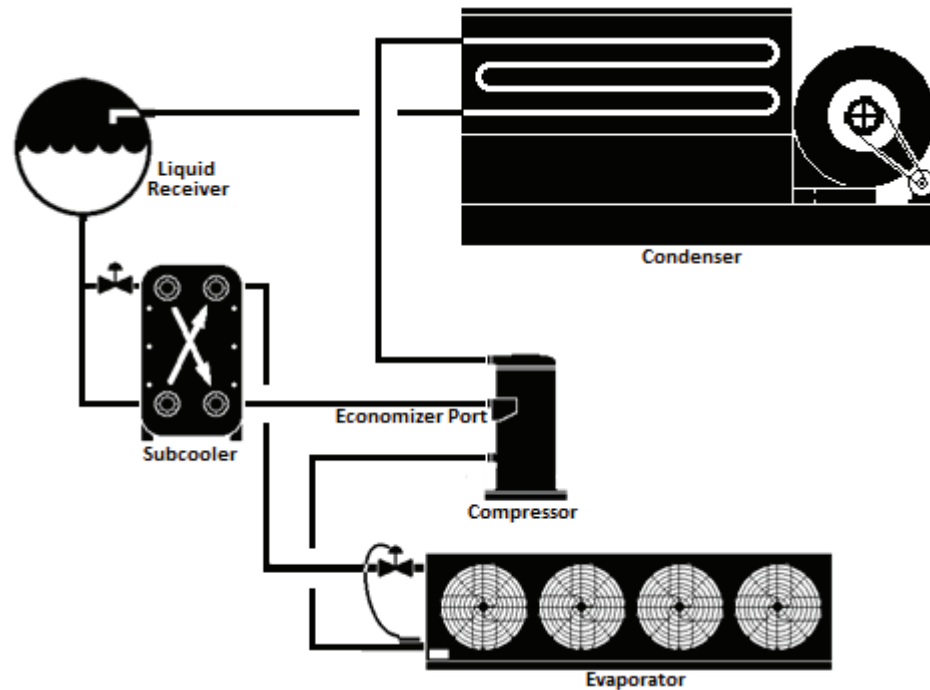 Liquid
Receiver
Condenser
Economizer Port
Subcooler
Compressor
Evaporator